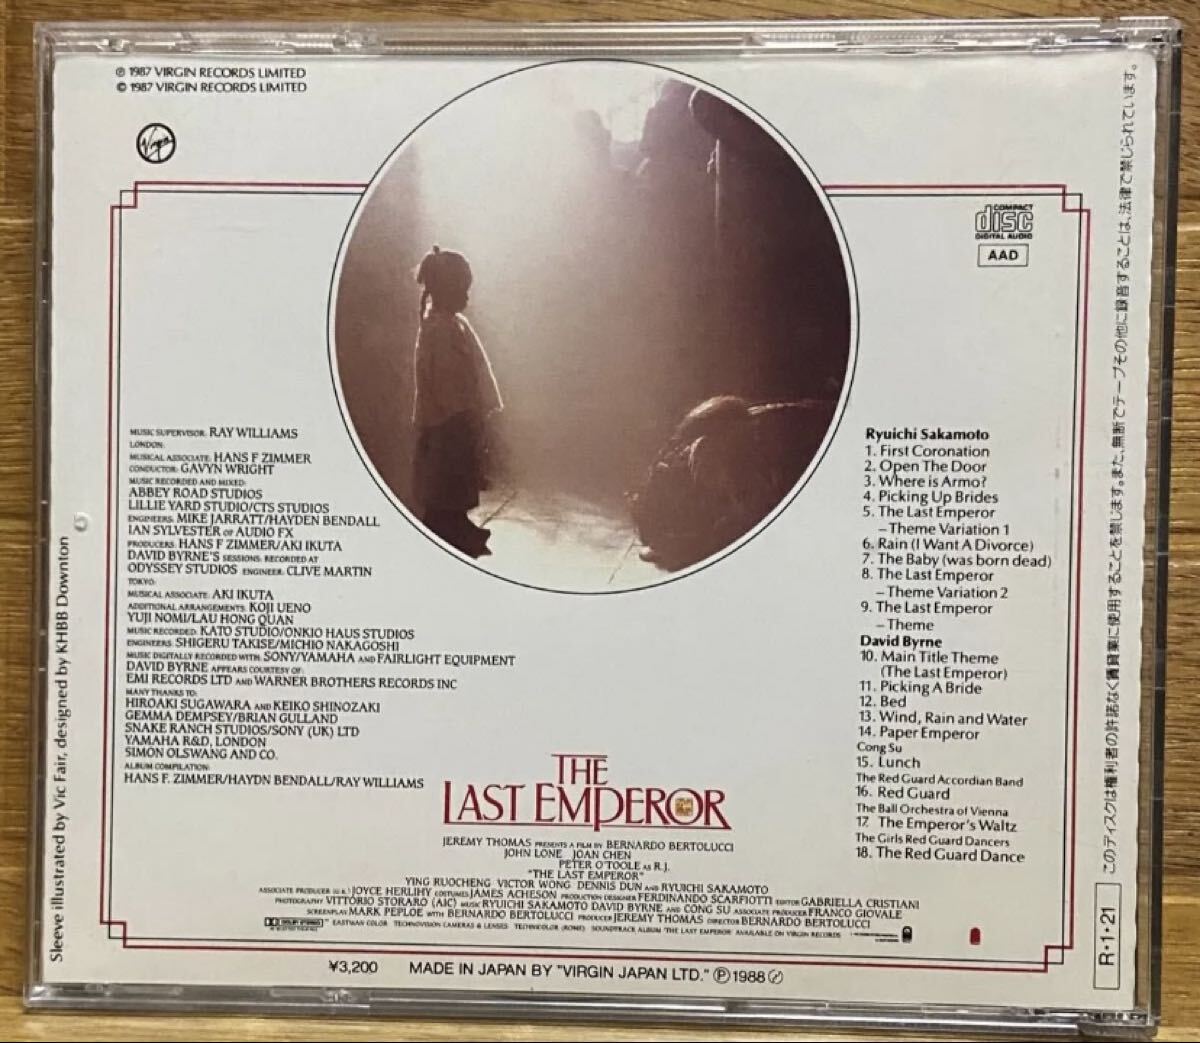 ℗ 1987 VIRGIN RECORDS LIMITED
© 1987 VIRGIN RECORDS LIMITED
Virgin
COMPACT
disc
DIGITAL AUDIO
AAD
MUSIC SUPERVISOR: RAY WILLIAMS
LONDON:
MUSICAL ASSOCIATE: HANS F ZIMMER
CONDUCTOR: GAVYN WRIGHT
MUSIC RECORDED AND MIXED:
ABBEY ROAD STUDIOS
LILLIE YARD STUDIO/CTS STUDIOS
ENGINEERS: MIKE JARRATT/HAYDEN BENDALL
IAN SYLVESTER OF AUDIO FX
PRODUCERS: HANS F ZIMMER/AKI IKUTA
DAVID BYRNE'S SESSIONS: RECORDED AT
ODYSSEY STUDIOS ENGINEER: CLIVE MARTIN
TOKYO:
MUSICAL ASSOCIATE: AKI IKUTA
ADDITIONAL ARRANGEMENTS: KOJI UENO
YUJI NOMI/LAU HONG QUAN
MUSIC RECORDED: KATO STUDIO/ONKIO HAUS STUDIOS
ENGINEERS: SHIGERU TAKISE/MICHIO NAKAGOSHI
MUSIC DIGITALLY RECORDED WITH: SONY/YAMAHA AND FAIRLIGHT EQUIPMENT
DAVID BYRNE APPEARS COURTESY OF:
EMI RECORDS LTD AND WARNER BROTHERS RECORDS INC
MANY THANKS TO:
HIROAKI SUGAWARA AND KEIKO SHINOZAKI
GEMMA DEMPSEY/BRIAN GULLAND
SNAKE RANCH STUDIOS/SONY (UK) LTD
YAMAHA R&D, LONDON
SIMON OLSWANG AND CO.
ALBUM COMPILATION:
HANS F. ZIMMER/HAYDN BENDALL/RAY WILLIAMS
Ryuichi Sakamoto
1. First Coronation
2. Open The Door
3. Where is Armo?
4. Picking Up Brides
5. The Last Emperor
–Theme Variation 1
6. Rain (I Want A Divorce)
7. The Baby (was born dead)
8. The Last Emperor
–Theme Variation 2
9. The Last Emperor
–Theme
David Byrne
10. Main Title Theme
(The Last Emperor)
11. Picking A Bride
12. Bed
13. Wind, Rain and Water
14. Paper Emperor
Cong Su
15. Lunch
The Red Guard Accordian Band
16. Red Guard
The Ball Orchestra of Vienna
17. The Emperor's Waltz
The Girls Red Guard Dancers
18. The Red Guard Dance
THE
LAST EMPEROR
JEREMY THOMAS PRESENTS A FILM BY BERNARDO BERTOLUCCI
JOHN LONE JOAN CHEN
PETER O'TOOLE AS R.J.
"THE LAST EMPEROR"
YING RUOCHENG VICTOR WONG DENNIS DUN AND RYUICHI SAKAMOTO
ASSOCIATE PRODUCER (U.K.) JOYCE HERLIHY COSTUMES JAMES ACHESON PRODUCTION DESIGNER FERDINANDO SCARFIOTTI EDITOR GABRIELLA CRISTIANI
PHOTOGRAPHY VITTORIO STORARO (AIC) MUSIC RYUICHI SAKAMOTO DAVID BYRNE AND CONG SU ASSOCIATE PRODUCER FRANCO GIOVALE
SCREENPLAY MARK PEPLOE WITH BERNARDO BERTOLUCCI PRODUCER JEREMY THOMAS DIRECTOR BERNARDO BERTOLUCCI
DOLBY STEREO EASTMAN COLOR TECHNOVISION CAMERAS & LENSES TECHNICOLOR (ROME) SOUNDTRACK ALBUM 'THE LAST EMPEROR' AVAILABLE ON VIRGIN RECORDS
¥3,200 MADE IN JAPAN BY "VIRGIN JAPAN LTD." ℗1988
Sleeve illustrated by Vic Fair, designed by KHBB Downton
このディスクは権利者の許諾なく賃貸業に使用することを禁じます。また、無断でテープその他に録音することは、法律で禁じられています。
R・1・21